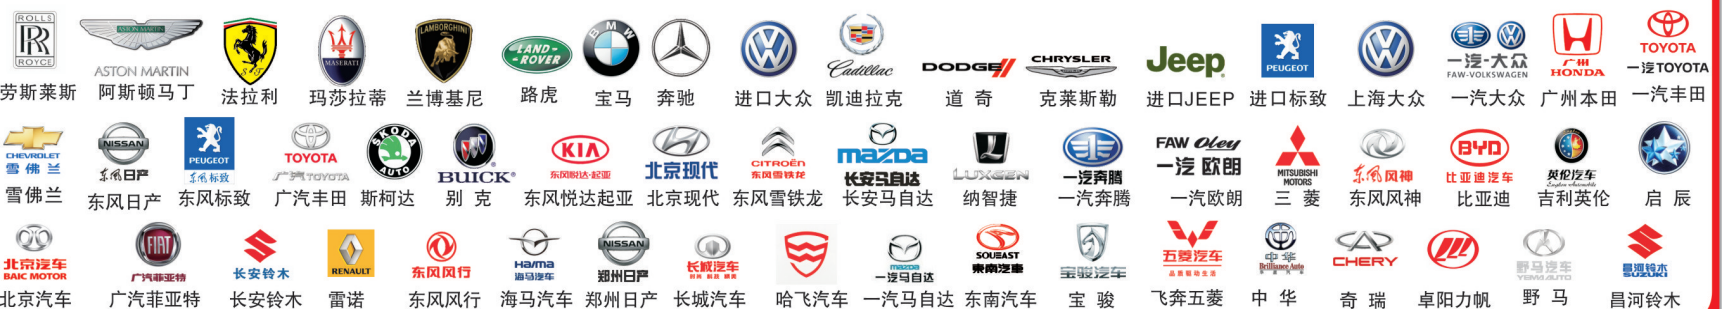 ROLLS
RR
ROYCE
劳斯莱斯
ASTON MARTIN
ASTON MARTIN
阿斯顿马丁
S F
法拉利
MASERATI
玛莎拉蒂
LAMBORGHINI
兰博基尼
LAND-
-ROVER
路虎
BMW
宝马
奔驰
进口大众
Cadillac
凯迪拉克
DODGE
道奇
CHRYSLER
克莱斯勒
Jeep
进口JEEP
PEUGEOT
进口标致
上海大众
一汽-大众
FAW-VOLKSWAGEN
一汽大众
广州
HONDA
广州本田
TOYOTA
一汽TOYOTA
一汽丰田
CHEVROLET
雪佛兰
雪佛兰
NISSAN
东风日产
东风日产
PEUGEOT
东风标致
东风标致
TOYOTA
广汽TOYOTA
广汽丰田
SKODA
AUTO
斯柯达
BUICK
别克
KIA
东风悦达·起亚
东风悦达起亚
北京现代
北京现代
CITROËN
东风雪铁龙
东风雪铁龙
mazda
长安马自达
长安马自达
LUXGEN
纳智捷
一汽奔腾
一汽奔腾
FAW Oley
一汽 欧朗
一汽欧朗
MITSUBISHI
MOTORS
三菱
东风风神
东风风神
BYD
比亚迪汽车
比亚迪
英伦汽车
吉利英伦
启辰
北京汽车
BAIC MOTOR
北京汽车
FIAT
广汽菲亚特
广汽菲亚特
长安铃木
长安铃木
RENAULT
雷诺
东风风行
东风风行
Haima
海马汽车
海马汽车
NISSAN
郑州日产
郑州日产
长城汽车
长城汽车
哈飞汽车
mazda
一汽马自达
一汽马自达
SOUEAST
東南汽車
东南汽车
宝骏汽车
宝骏
五菱汽车
品质驱动生活
飞奔五菱
中华
Brilliance Auto
中华
CHERY
奇瑞
卓阳力帆
野马汽车
YEMA AUTO
野马
昌河铃木
SUZUKI
昌河铃木